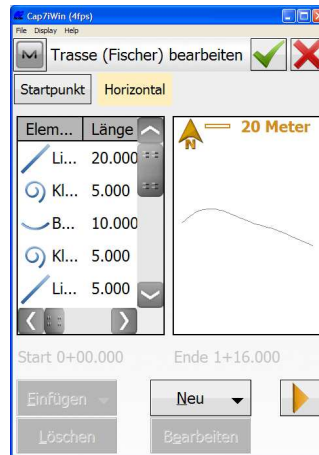 Cap7iWin (4fps)
File Display Help
Trasse (Fischer) bearbeiten
Startpunkt Horizontal
Elem... Länge
Li... 20.000
Kl... 5.000
B... 10.000
Kl... 5.000
Li... 5.000
20 Meter
N
Start 0+00.000 Ende 1+16.000
Einfügen Neu
Löschen Bearbeiten